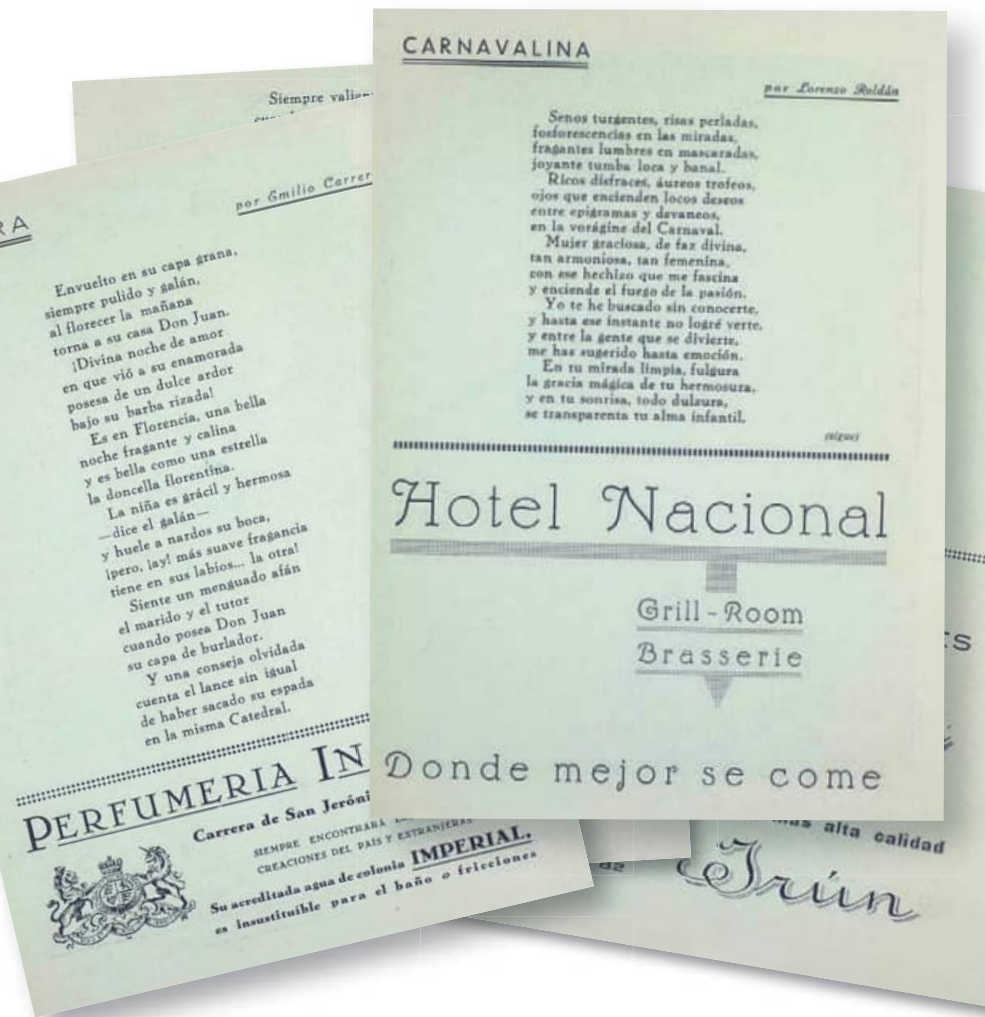 CARNAVALINA
por Lorenzo Roldán
Senos turgentes, risas perladas,
fosforescencias en las miradas,
fragantes lumbres en mascaradas,
joyante tumba loca y banal.
Ricos disfraces, áureos trofeos,
ojos que encienden locos deseos
entre epigramas y devaneos,
en la vorágine del Carnaval.
Mujer graciosa, de faz divina,
tan armoniosa, tan femenina,
con ese hechizo que me fascina
y enciende el fuego de la pasión.
Yo te he buscado sin conocerte,
y hasta ese instante no logré verte,
y entre la gente que se divierte,
me has sugerido hasta emoción.
En tu mirada limpia, fulgura
la gracia mágica de tu hermosura,
y en tu sonrisa, todo dulzura,
se transparenta tu alma infantil.
(sigue)
Hotel Nacional
Grill-Room
Brasserie
Donde mejor se come
Siempre
RA
por Emilio Carrer
Envuelto en su capa grana,
siempre pulido y galán,
al florecer la mañana
torna a su casa Don Juan.
¡Divina noche de amor
en que vió a su enamorada
posesa de un dulce ardor
bajo su barba rizada!
Es en Florencia, una bella
noche fragante y calina
y es bella como una estrella
la doncella florentina.
La niña es grácil y hermosa
—dice el galán—
y huele a nardos su boca,
¡pero, ¡ay! más suave fragancia
tiene en sus labios... la otra!
Siente un menguado afán
el marido y el tutor
cuando posea Don Juan
su capa de burlador.
Y una conseja olvidada
cuenta el lance sin igual
de haber sacado su espada
en la misma Catedral.
PERFUMERIA IN
Carrera de San Jeróni
SIEMPRE ENCONTRARÁ
CREACIONES DEL PAIS Y EXTRANJERAS
Su acreditada agua de colonia IMPERIAL.
es insustituible para el baño o fricciones
S
alta calidad
82
Irún